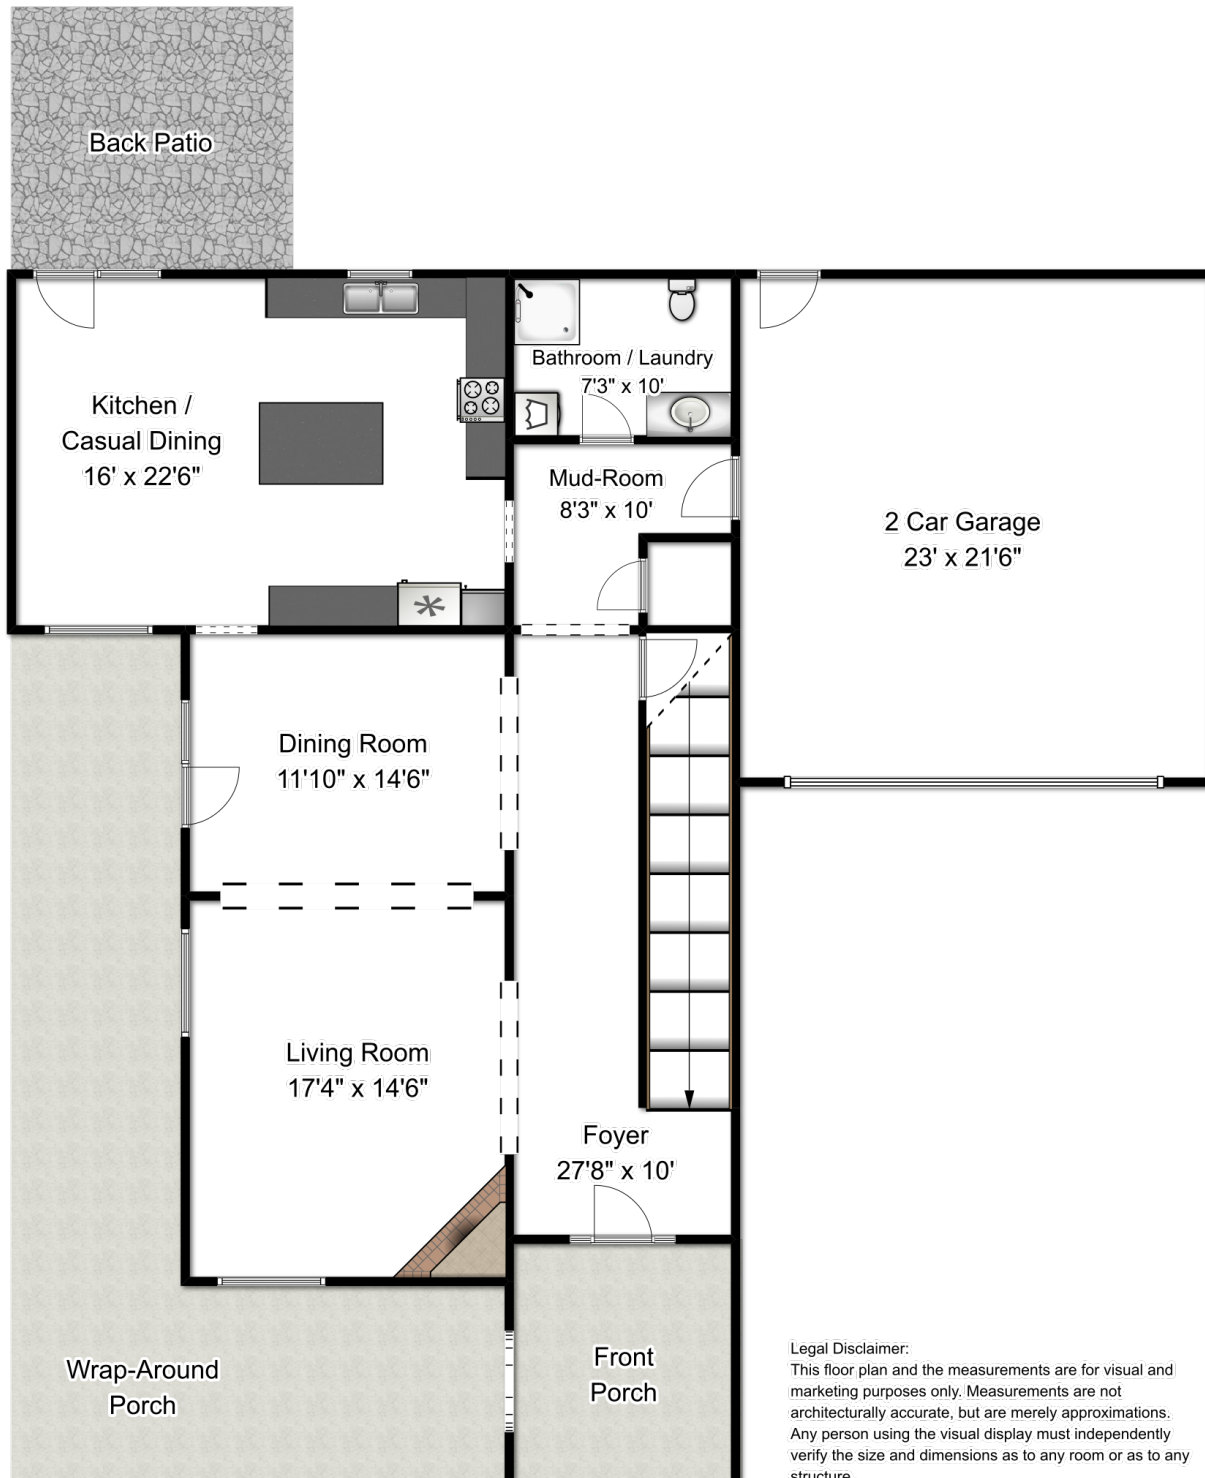 Back Patio
Kitchen /
Casual Dining
16' x 22'6"
Bathroom / Laundry
7'3" x 10'
Mud-Room
8'3" x 10'
2 Car Garage
23' x 21'6"
Dining Room
11'10" x 14'6"
Living Room
17'4" x 14'6"
Foyer
27'8" x 10'
Wrap-Around
Porch
Front
Porch
Legal Disclaimer:
This floor plan and the measurements are for visual and
marketing purposes only. Measurements are not
architecturally accurate, but are merely approximations.
Any person using the visual display must independently
verify the size and dimensions as to any room or as to any
structure